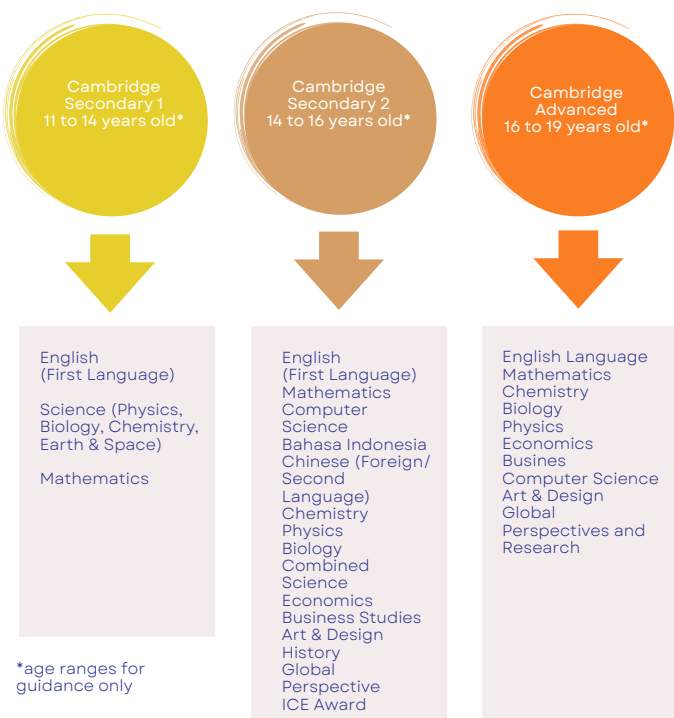 Cambridge
Secondary 1
11 to 14 years old*
Cambridge
Secondary 2
14 to 16 years old*
Cambridge
Advanced
16 to 19 years old*
English
(First Language)
Science (Physics,
Biology, Chemistry,
Earth & Space)
Mathematics
*age ranges for
guidance only
English
(First Language)
Mathematics
Computer
Science
Bahasa Indonesia
Chinese (Foreign/
Second
Language)
Chemistry
Physics
Biology
Combined
Science
Economics
Business Studies
Art & Design
History
Global
Perspective
ICE Award
English Language
Mathematics
Chemistry
Biology
Physics
Economics
Busines
Computer Science
Art & Design
Global
Perspectives and
Research